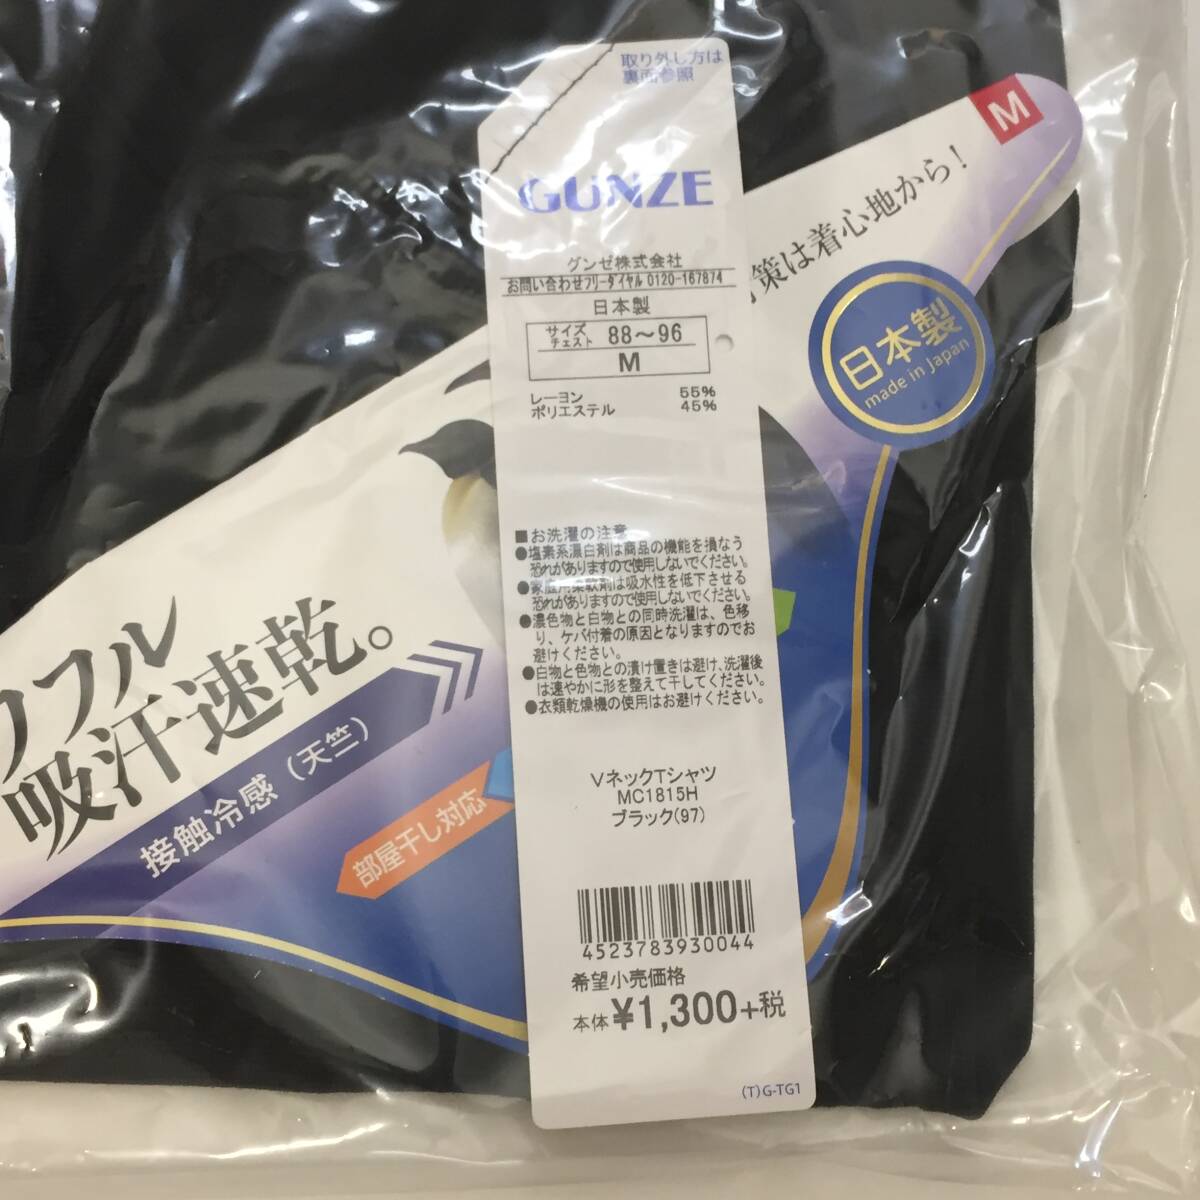 取り外し方は
裏面参照
GUNZE
グンゼ株式会社
お問い合わせフリーダイヤル 0120-167874
日本製
サイズ
チェスト 88～96
M
レーヨン 55%
ポリエステル 45%
■お洗濯の注意
●塩素系漂白剤は商品の機能を損なう
恐れがありますので使用しないでください。
●家庭用柔軟剤は吸水性を低下させる
恐れがありますので使用しないでください。
●濃色物と白物との同時洗濯は、色移
り、ケバ付着の原因となりますのでお
避けください。
●白物と色物との漬け置きは避け、洗濯後
は速やかに形を整えて干してください。
●衣類乾燥機の使用はお避けください。
VネックTシャツ
MC1815H
ブラック(97)
4523783930044
希望小売価格
本体 ¥1,300+税
(T)G-TG1
M
策は着心地から!
日本製
made in Japan
フル
吸汗速乾。
接触冷感(天竺)
部屋干し対応